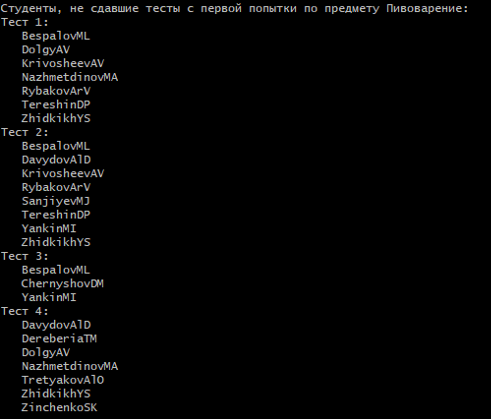 Студенты, не сдавшие тесты с первой попытки по предмету Пивоварение:
Тест 1:
BespalovML
DolgyAV
KrivosheevAV
NazhmetdinovMA
RybakovArV
TereshinDP
ZhidkikhYS
Тест 2:
BespalovML
DavydovAlD
KrivosheevAV
RybakovArV
SanjiyevMJ
TereshinDP
YankinMI
ZhidkikhYS
Тест 3:
BespalovML
ChernyshovDM
YankinMI
Тест 4:
DavydovAlD
DereberiaTM
DolgyAV
NazhmetdinovMA
TretyakovAlO
ZhidkikhYS
ZinchenkoSK